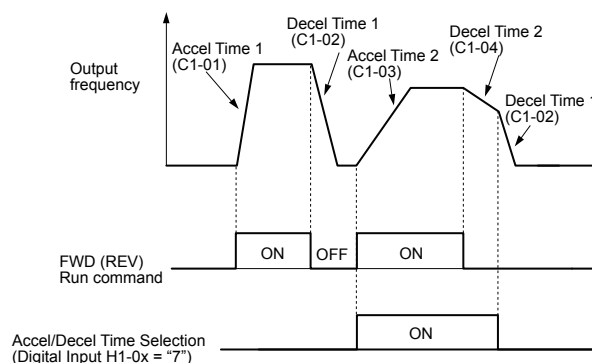 Accel Time 1
(C1-01)
Decel Time 1
(C1-02)
Accel Time 2
(C1-03)
Decel Time 2
(C1-04)
Decel Time 1
(C1-02)
Output
frequency
ON
OFF
ON
FWD (REV)
Run command
ON
Accel/Decel Time Selection
(Digital Input H1-0x = “7”)